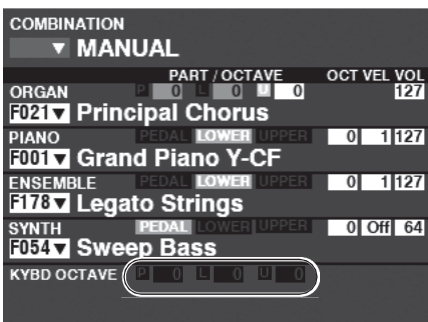 COMBINATION
▼ MANUAL
PART / OCTAVE OCT VEL VOL
ORGAN P 0 L 0 U 0 127
F021▼ Principal Chorus
PIANO PEDAL LOWER UPPER 0 1 127
F001▼ Grand Piano Y-CF
ENSEMBLE PEDAL LOWER UPPER 0 1 127
F178▼ Legato Strings
SYNTH PEDAL LOWER UPPER 0 Off 64
F054▼ Sweep Bass
KYBD OCTAVE P 0 L 0 U 0